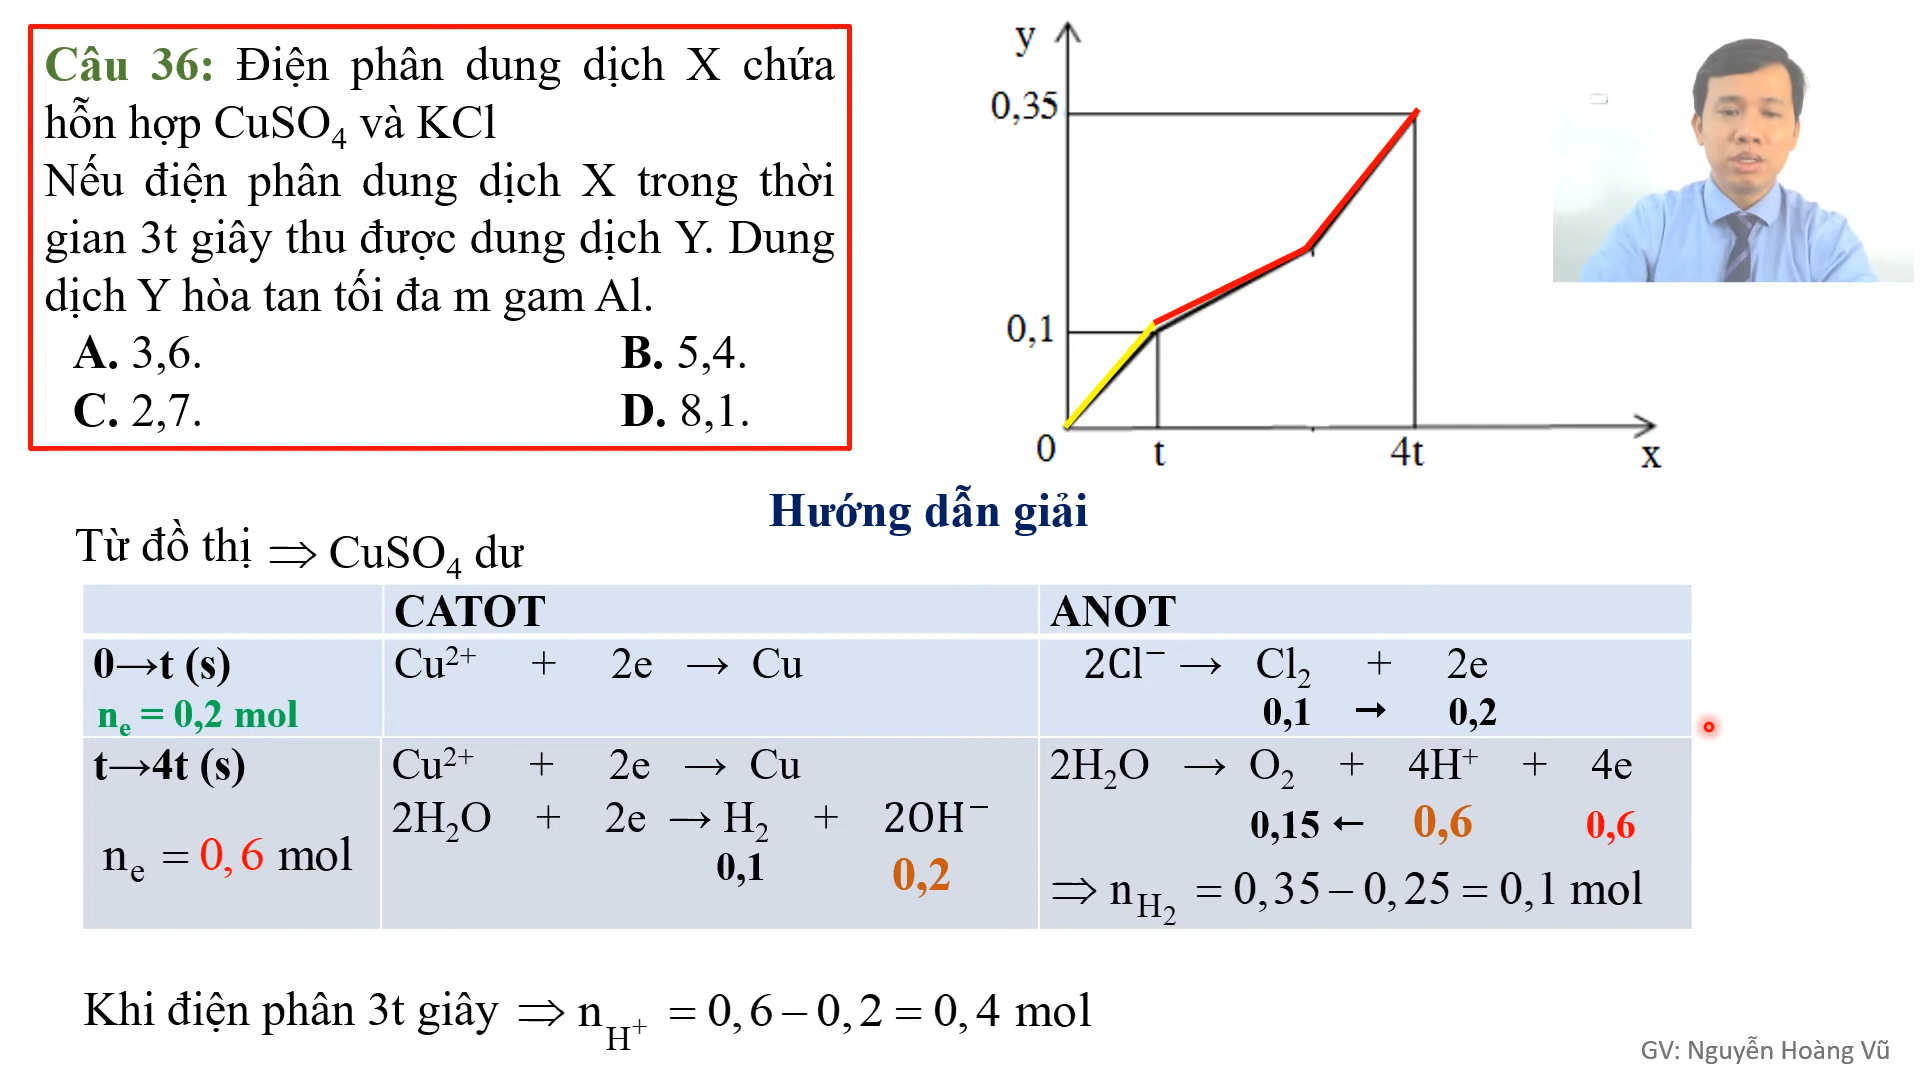 Câu 36: Điện phân dung dịch X chứa
hỗn hợp CuSO₄ và KCl
Nếu điện phân dung dịch X trong thời
gian 3t giây thu được dung dịch Y. Dung
dịch Y hòa tan tối đa m gam Al.
A. 3,6. B. 5,4.
C. 2,7. D. 8,1.
y
0,35
0,1
0 t 4t x
Hướng dẫn giải
Từ đồ thị ⇒ CuSO₄ dư
CATOT ANOT
0→t (s) Cu²⁺ + 2e → Cu 2Cl⁻ → Cl₂ + 2e
nₑ = 0,2 mol 0,1 → 0,2
t→4t (s) Cu²⁺ + 2e → Cu 2H₂O → O₂ + 4H⁺ + 4e
2H₂O + 2e → H₂ + 2OH⁻ 0,15 ← 0,6 0,6
nₑ = 0,6 mol 0,1 0,2 ⇒ n_H₂ = 0,35 − 0,25 = 0,1 mol
Khi điện phân 3t giây ⇒ n_H⁺ = 0,6 − 0,2 = 0,4 mol
GV: Nguyễn Hoàng Vũ